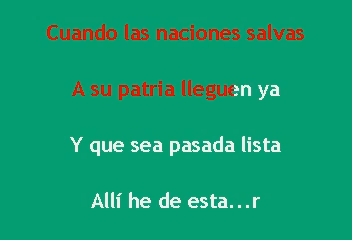 Cuando las naciones salvas
A su patria lleguen ya
Y que sea pasada lista
Allí he de esta...r